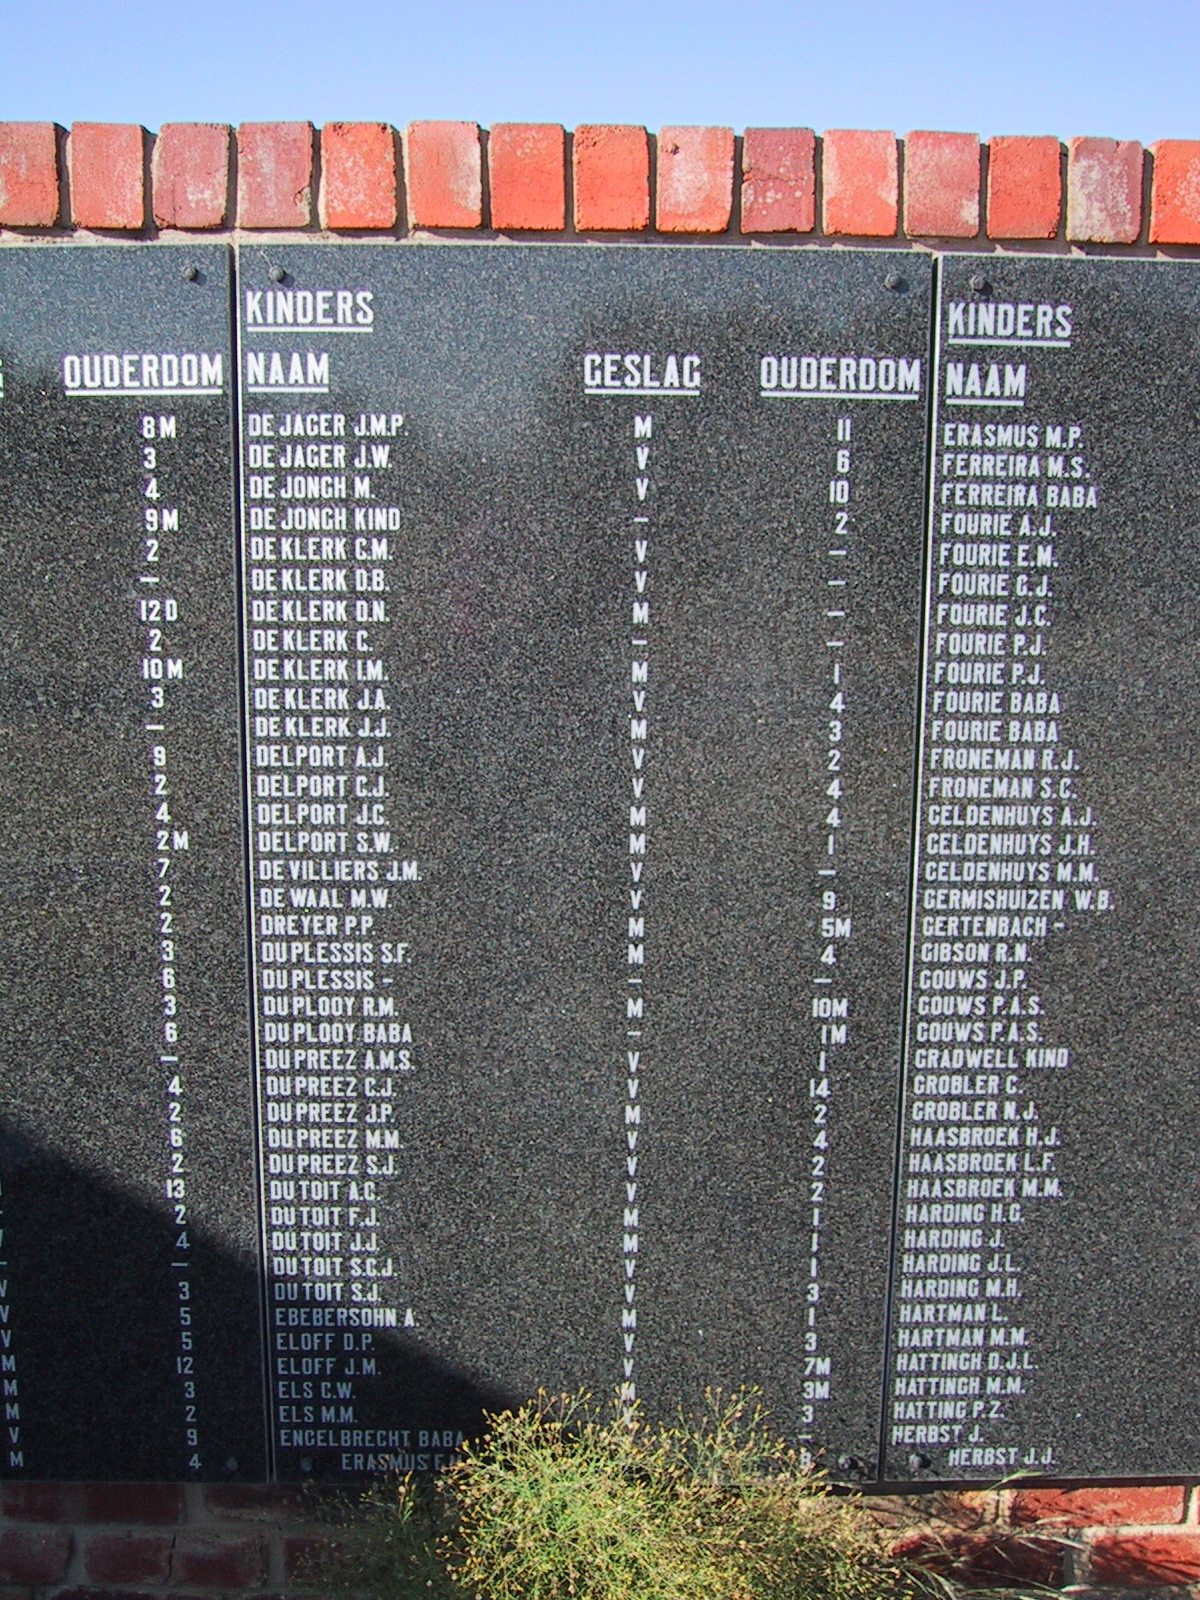 OUDERDOM
8M
3
4
9M
2
–
12D
2
10M
3
–
9
2
4
2M
7
2
2
3
6
3
6
–
4
2
6
2
13
2
4
–
3
V 5
V 5
M 12
M 3
M 2
V 9
M 4
KINDERS
NAAM GESLAG OUDERDOM
DE JAGER J.M.P. M 11
DE JAGER J.W. V 6
DE JONGH M. V 10
DE JONGH KIND – 2
DE KLERK C.M. V –
DE KLERK D.B. V –
DE KLERK D.N. M –
DE KLERK C. – –
DE KLERK I.M. M 1
DE KLERK J.A. V 4
DE KLERK J.J. M 3
DELPORT A.J. V 2
DELPORT C.J. V 4
DELPORT J.C. M 4
DELPORT S.W. M 1
DE VILLIERS J.M. V –
DE WAAL M.W. V 9
DREYER P.P. M 5M
DU PLESSIS S.F. M 4
DU PLESSIS - – –
DU PLOOY R.M. M 10M
DU PLOOY BABA – 1M
DU PREEZ A.M.S. V 1
DU PREEZ C.J. V 14
DU PREEZ J.P. M 2
DU PREEZ M.M. V 4
DU PREEZ S.J. V 2
DU TOIT A.C. V 2
DU TOIT F.J. M 1
DU TOIT J.J. M 1
DU TOIT S.C.J. V 1
DU TOIT S.J. V 3
EBEBERSOHN A. M 1
ELOFF D.P. V 3
ELOFF J.M. V 7M
ELS C.W. M 3M
ELS M.M. 3
ENGELBRECHT BABA –
ERASMUS 8
KINDERS
NAAM
ERASMUS M.P.
FERREIRA M.S.
FERREIRA BABA
FOURIE A.J.
FOURIE E.M.
FOURIE G.J.
FOURIE J.C.
FOURIE P.J.
FOURIE P.J.
FOURIE BABA
FOURIE BABA
FRONEMAN R.J.
FRONEMAN S.C.
GELDENHUYS A.J.
GELDENHUYS J.H.
GELDENHUYS M.M.
GERMISHUIZEN W.B.
GERTENBACH -
GIBSON R.N.
GOUWS J.P.
GOUWS P.A.S.
GOUWS P.A.S.
GRADWELL KIND
GROBLER C.
GROBLER N.J.
HAASBROEK H.J.
HAASBROEK L.F.
HAASBROEK M.M.
HARDING H.C.
HARDING J.
HARDING J.L.
HARDING M.H.
HARTMAN L.
HARTMAN M.M.
HATTINGH D.J.L.
HATTINGH M.M.
HATTING P.Z.
HERBST J.
HERBST J.J.